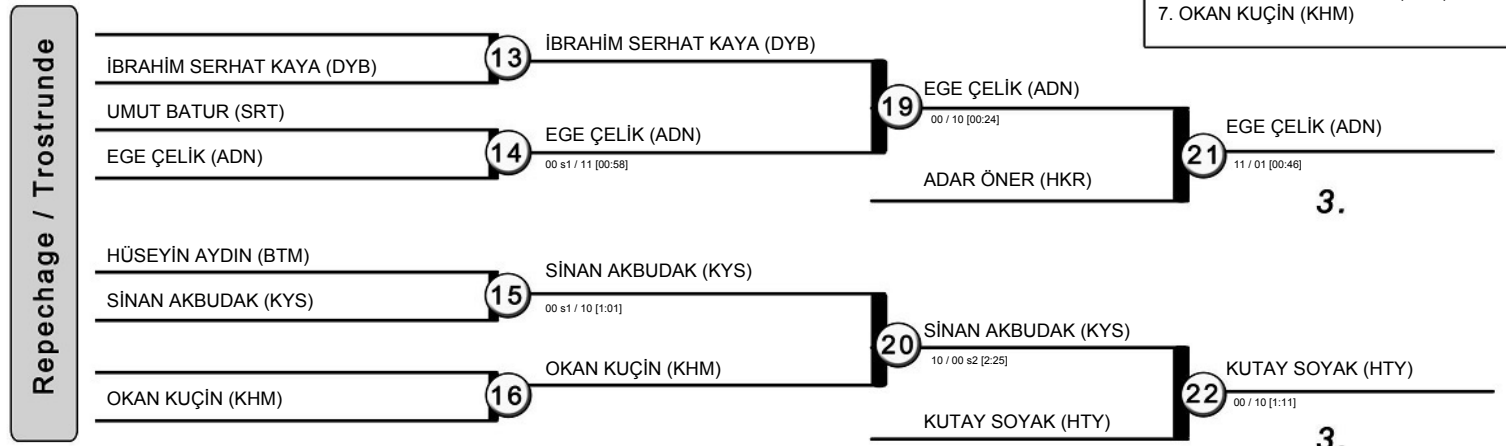 7. OKAN KUÇİN (KHM)
Repechage / Trostrunde
İBRAHİM SERHAT KAYA (DYB)
13
İBRAHİM SERHAT KAYA (DYB)
UMUT BATUR (SRT)
EGE ÇELİK (ADN)
14
EGE ÇELİK (ADN)
00 s1 / 11 [00:58]
19
EGE ÇELİK (ADN)
00 / 10 [00:24]
ADAR ÖNER (HKR)
21
EGE ÇELİK (ADN)
11 / 01 [00:46]
3.
HÜSEYİN AYDIN (BTM)
SİNAN AKBUDAK (KYS)
15
SİNAN AKBUDAK (KYS)
00 s1 / 10 [1:01]
OKAN KUÇİN (KHM)
16
OKAN KUÇİN (KHM)
20
SİNAN AKBUDAK (KYS)
10 / 00 s2 [2:25]
KUTAY SOYAK (HTY)
22
KUTAY SOYAK (HTY)
00 / 10 [1:11]
3.